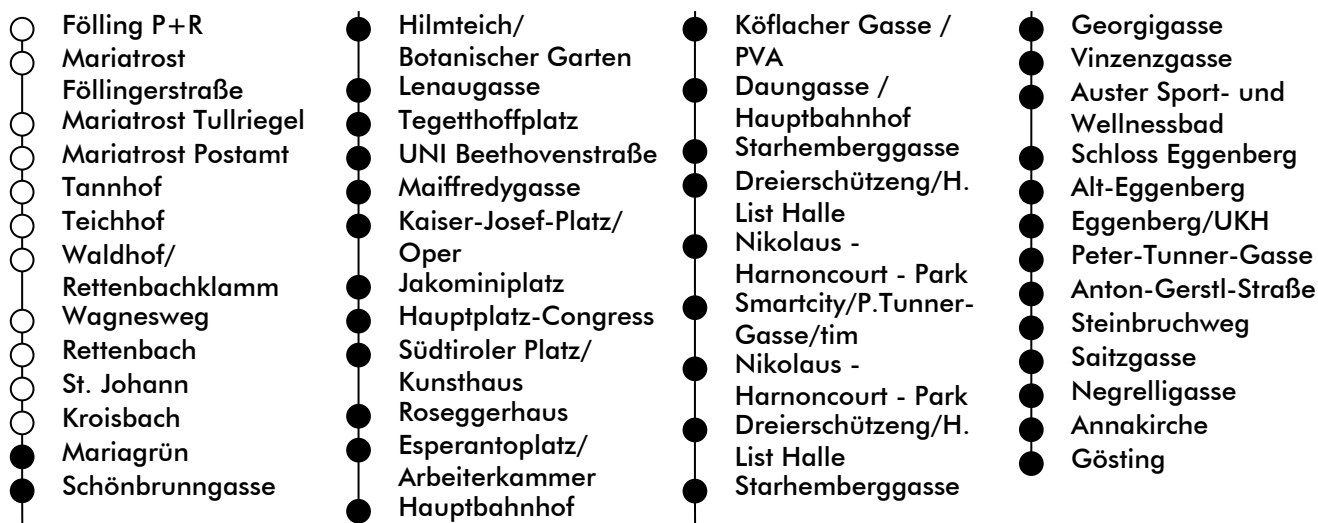 Fölling P+R
Mariatrost
Föllingerstraße
Mariatrost Tullriegel
Mariatrost Postamt
Tannhof
Teichhof
Waldhof/
Rettenbachklamm
Wagnesweg
Rettenbach
St. Johann
Kroisbach
Mariagrün
Schönbrunngasse
Hilmteich/
Botanischer Garten
Lenaugasse
Tegetthoffplatz
UNI Beethovenstraße
Maiffredygasse
Kaiser-Josef-Platz/
Oper
Jakominiplatz
Hauptplatz-Congress
Südtiroler Platz/
Kunsthaus
Roseggerhaus
Esperantoplatz/
Arbeiterkammer
Hauptbahnhof
Köflacher Gasse /
PVA
Daungasse /
Hauptbahnhof
Starhemberggasse
Dreierschützeng/H.
List Halle
Nikolaus -
Harnoncourt - Park
Smartcity/P.Tunner-
Gasse/tim
Nikolaus -
Harnoncourt - Park
Dreierschützeng/H.
List Halle
Starhemberggasse
Georgigasse
Vinzenzgasse
Auster Sport- und
Wellnessbad
Schloss Eggenberg
Alt-Eggenberg
Eggenberg/UKH
Peter-Tunner-Gasse
Anton-Gerstl-Straße
Steinbruchweg
Saitzgasse
Negrelligasse
Annakirche
Gösting